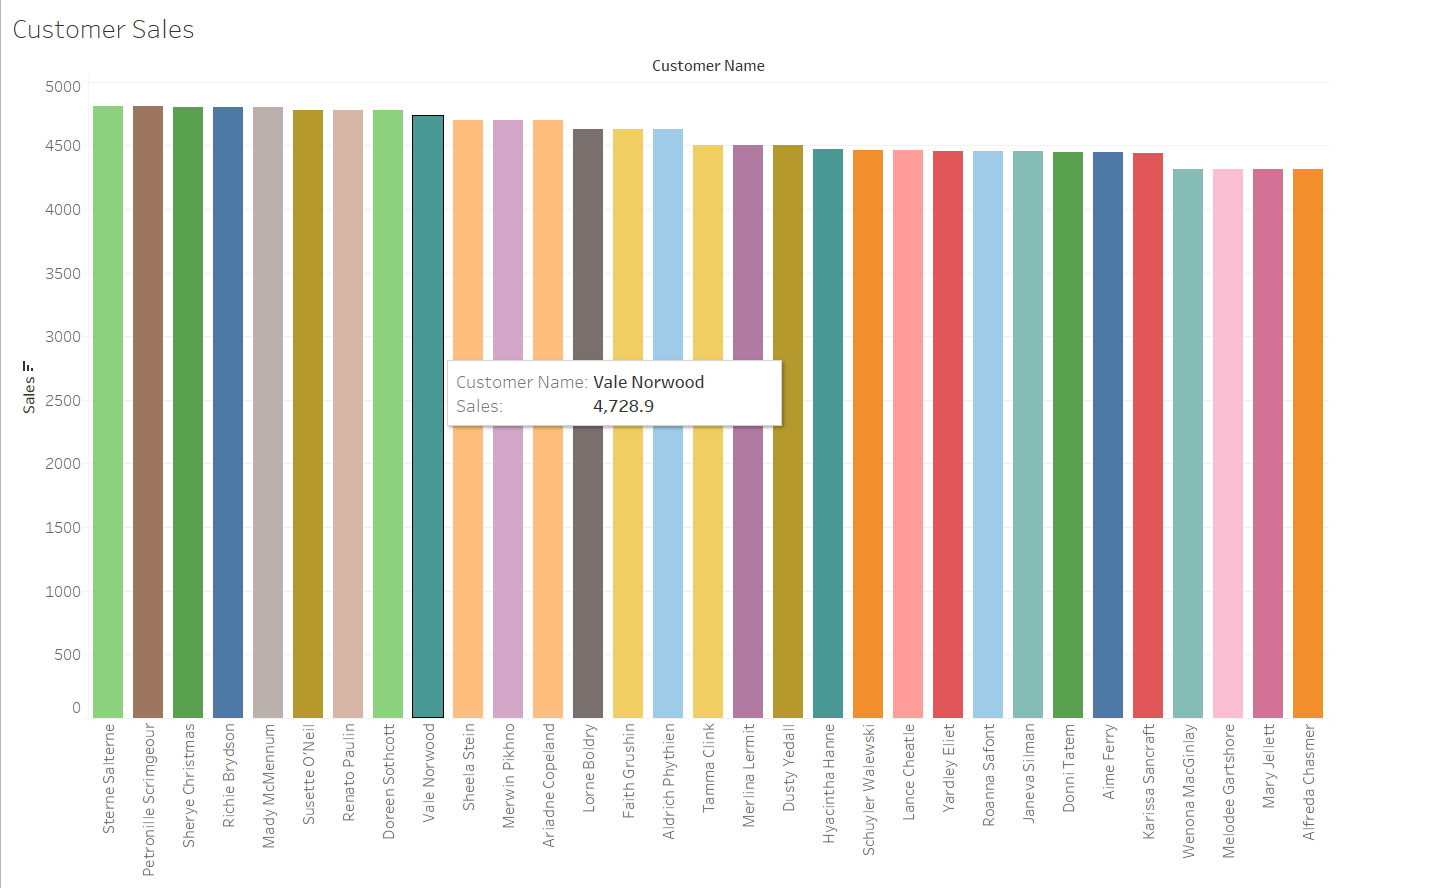 Customer Sales
Customer Name
5000
4500
4000
3500
3000
2500
2000
1500
1000
500
0
Sales
Customer Name: Vale Norwood
Sales: 4,728.9
Sterne Salterne
Petronille Scrimgeour
Sherye Christmas
Richie Brydson
Mady McMennum
Susette O'Neil
Renato Paulin
Doreen Sothcott
Vale Norwood
Sheela Stein
Merwin Pikhno
Ariadne Copeland
Lorne Boldry
Faith Grushin
Aldrich Phythien
Tamma Clink
Merlina Lermit
Dusty Yedall
Hyacintha Hanne
Schuyler Walewski
Lance Cheatle
Yardley Eliet
Roanna Safont
Janeva Silman
Donni Tatem
Aime Ferry
Karissa Sancraft
Wenona MacGinlay
Melodee Gartshore
Mary Jellett
Alfreda Chasmer